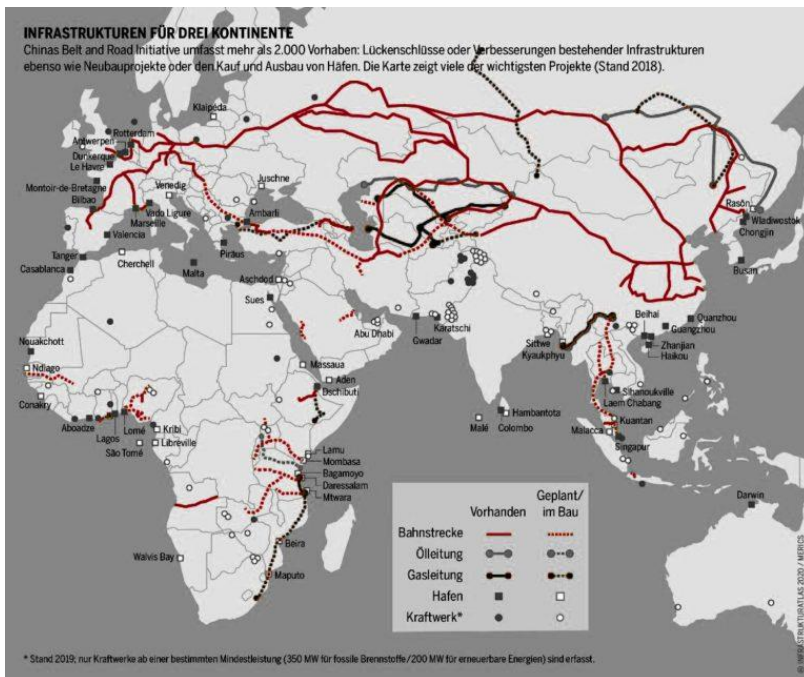 INFRASTRUKTUREN FÜR DREI KONTINENTE
Chinas Belt and Road Initiative umfasst mehr als 2.000 Vorhaben: Lückenschlüsse oder Verbesserungen bestehender Infrastrukturen
ebenso wie Neubauprojekte oder den Kauf und Ausbau von Häfen. Die Karte zeigt viele der wichtigsten Projekte (Stand 2018).
Klaipėda
Rotterdam
Antwerpen
Dunkerque
Le Havre
Montoir-de-Bretagne
Bilbao
Venedig
Juschne
Vado Ligure
Marseille
Ambarli
Valencia
Tanger
Casablanca
Cherchell
Malta
Piräus
Aschdod
Sues
Rasŏn
Wladiwostok
Chongjin
Busan
Nouakchott
Ndiago
Conakry
Abu Dhabi
Gwadar
Karatschi
Sittwe
Kyaukphyu
Beihai
Quanzhou
Guangzhou
Zhanjian
Haikou
Massaua
Aden
Dschibuti
Aboadze
Lagos
Lomé
Kribi
Libreville
São Tomé
Malé
Hambantota
Colombo
Sihanoukville
Laem Chabang
Kuantan
Malacca
Singapur
Lamu
Mombasa
Bagamoyo
Daressalam
Mtwara
Darwin
Walvis Bay
Beira
Maputo
Vorhanden
Geplant/
im Bau
Bahnstrecke
Ölleitung
Gasleitung
Hafen
Kraftwerk*
* Stand 2019; nur Kraftwerke ab einer bestimmten Mindestleistung (350 MW für fossile Brennstoffe/200 MW für erneuerbare Energien) sind erfasst.
INFRASTRUKTURATLAS 2020 / MERICS